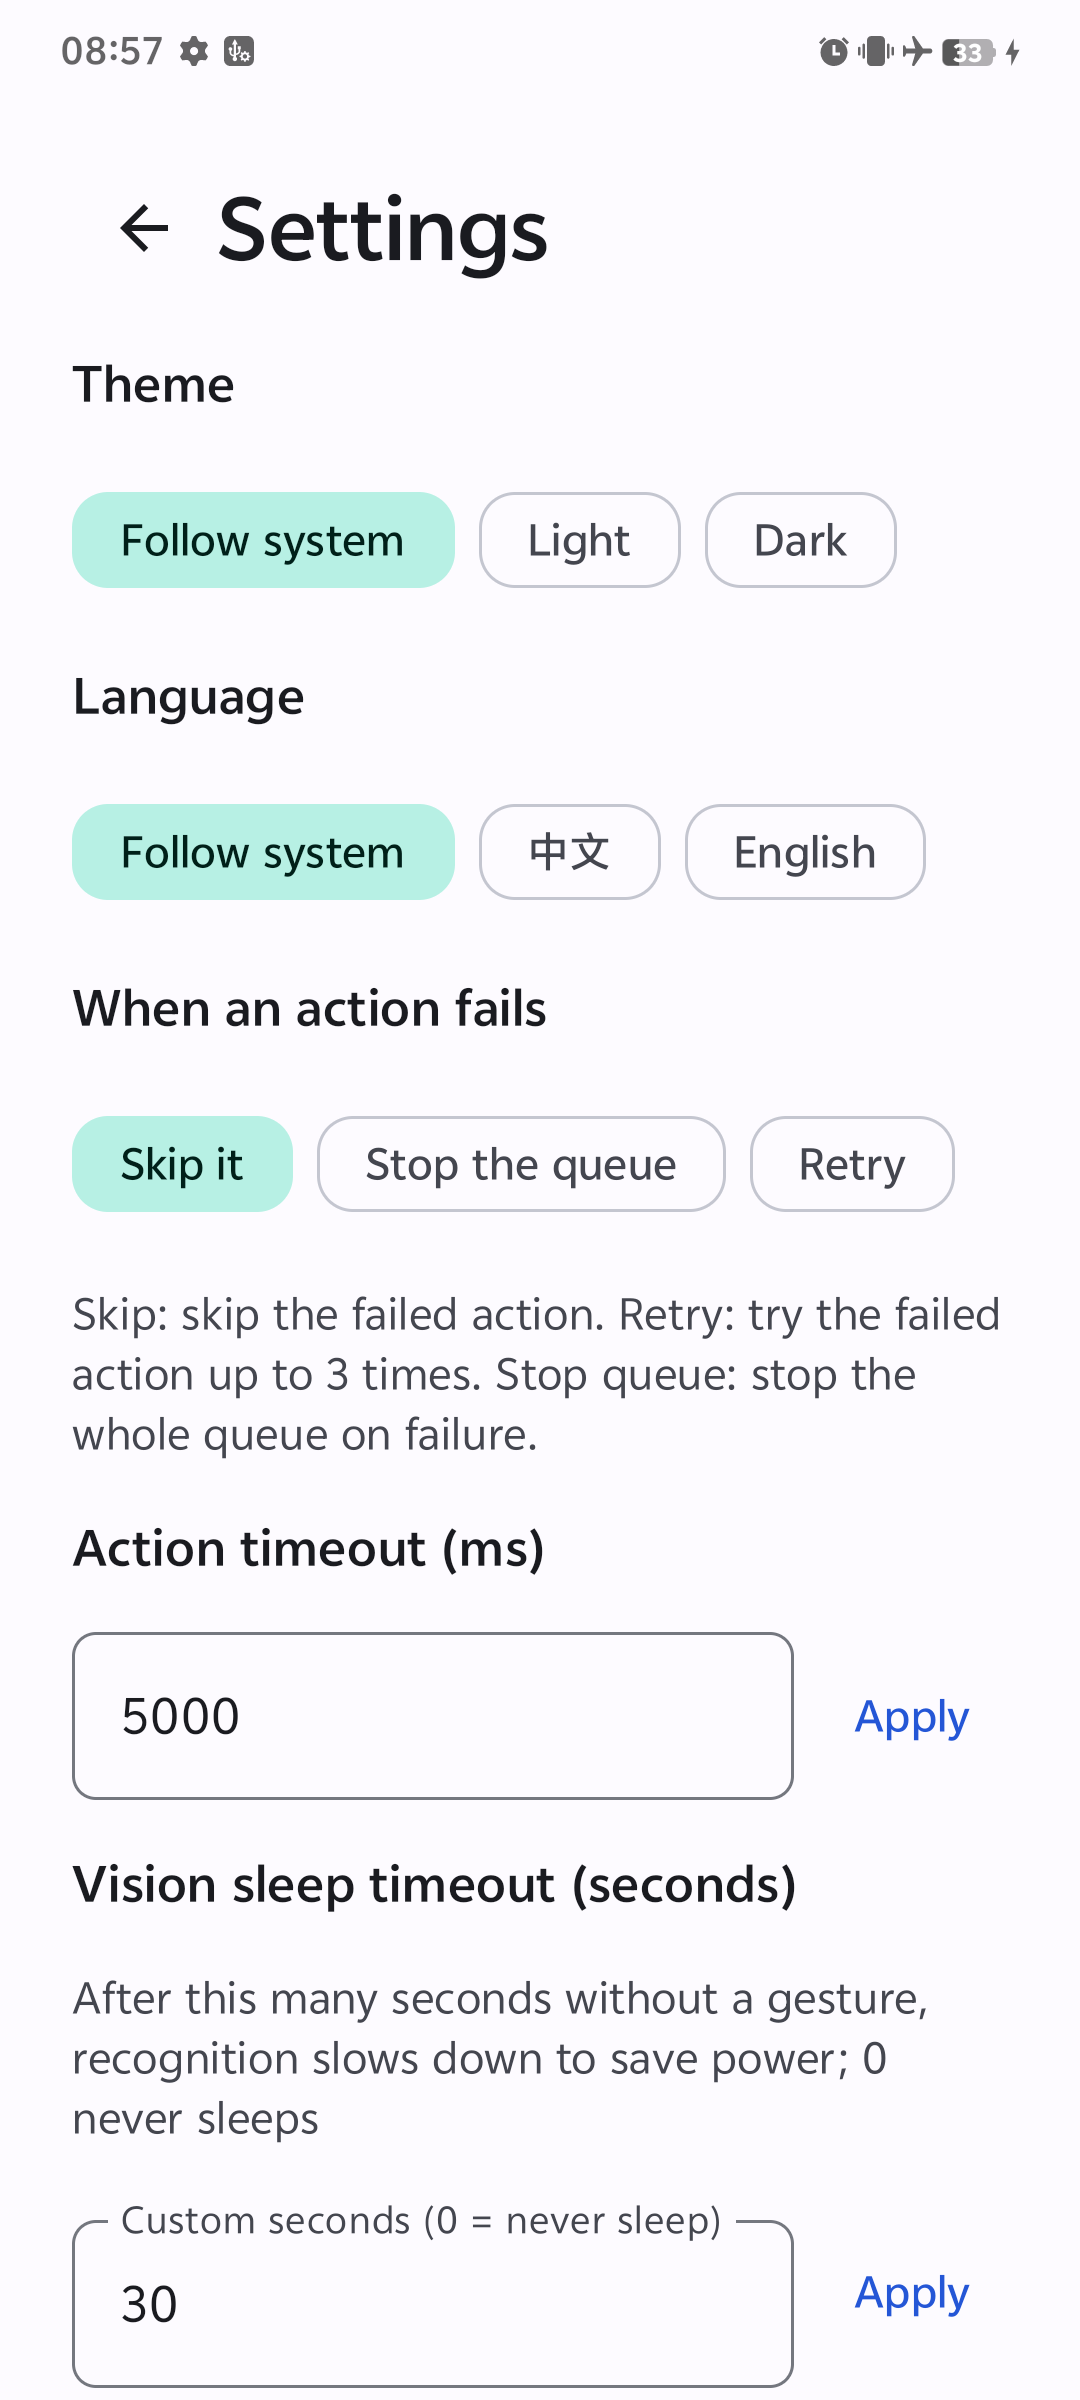 08:57
33
Settings
Theme
Follow system
Light
Dark
Language
Follow system
中文
English
When an action fails
Skip it
Stop the queue
Retry
Skip: skip the failed action. Retry: try the failed
action up to 3 times. Stop queue: stop the
whole queue on failure.
Action timeout (ms)
5000
Apply
Vision sleep timeout (seconds)
After this many seconds without a gesture,
recognition slows down to save power; 0
never sleeps
Custom seconds (0 = never sleep)
30
Apply